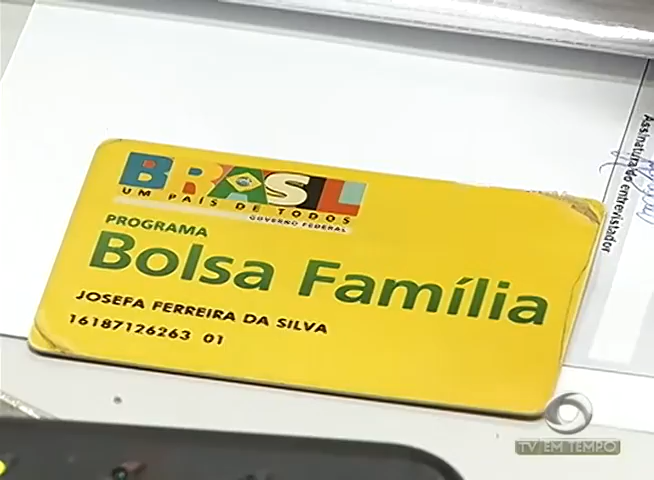 BRASIL
UM PAÍS DE TODOS
GOVERNO FEDERAL
PROGRAMA
Bolsa Família
JOSEFA FERREIRA DA SILVA
16187126263 01
Assinatura do entrevistador
TV EM TEMPO